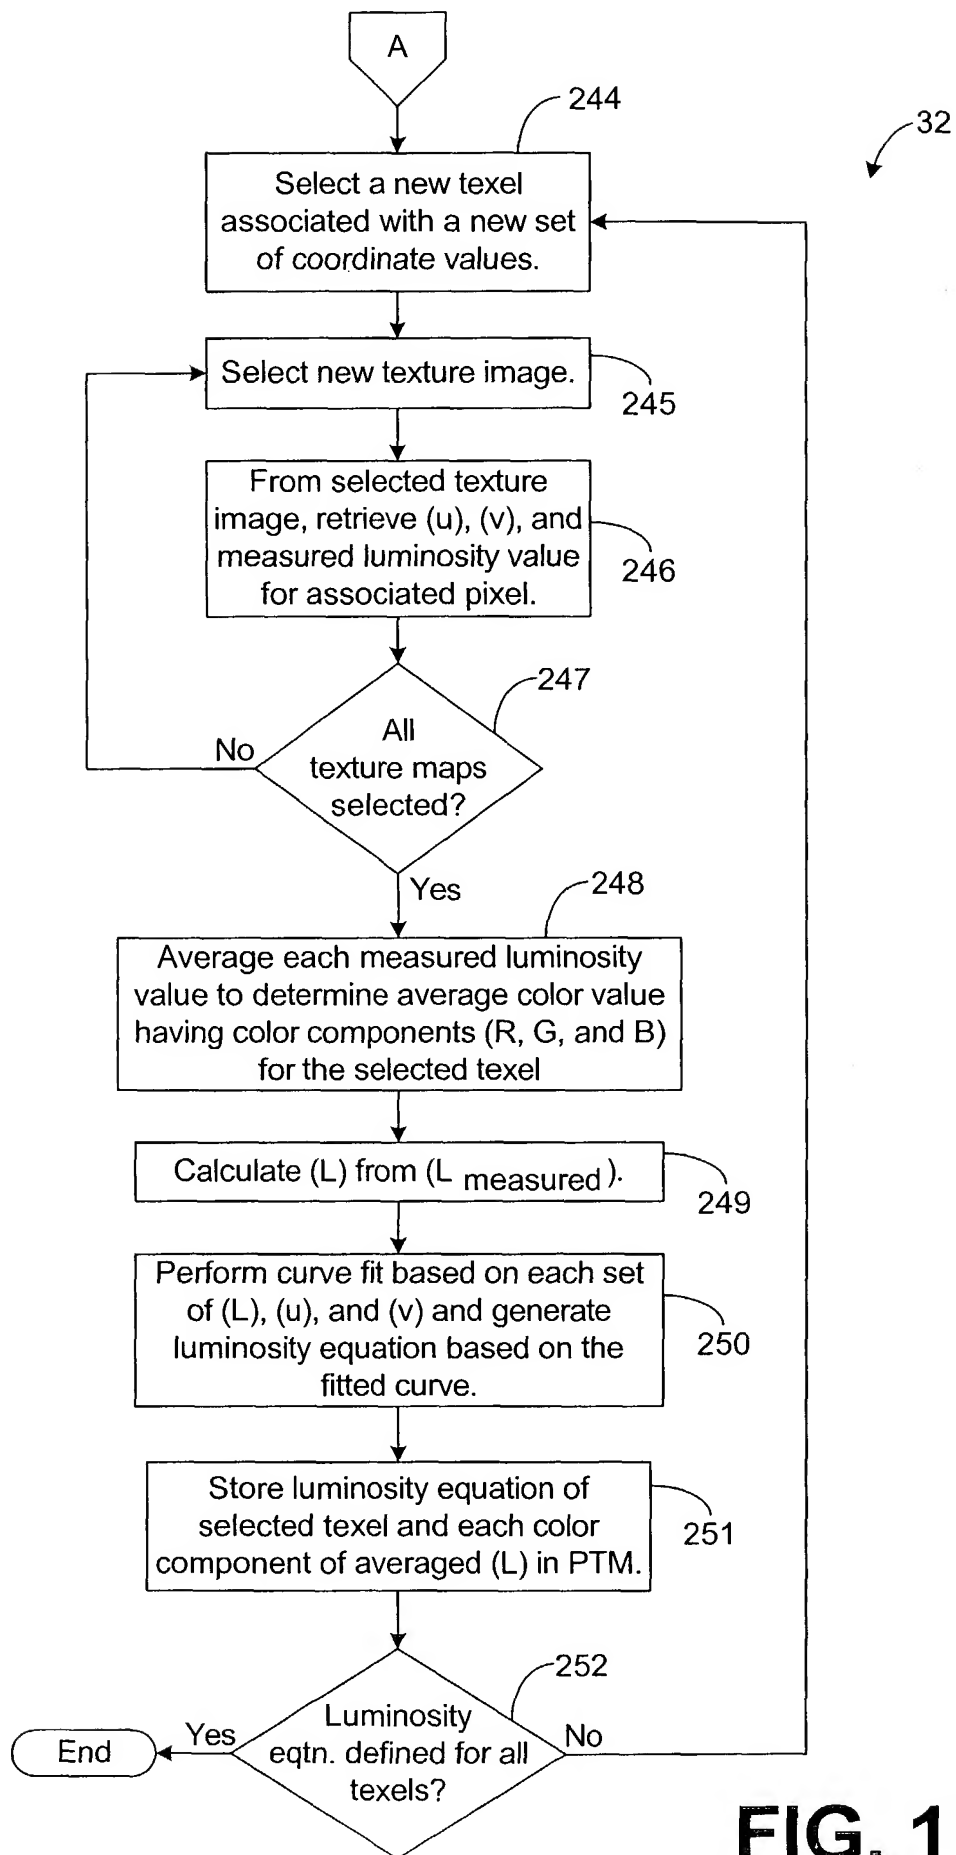 A
244
32
Select a new texel
associated with a new set
of coordinate values.
Select new texture image.
245
From selected texture
image, retrieve (u), (v), and
measured luminosity value
for associated pixel.
246
247
All
texture maps
selected?
No
Yes
248
Average each measured luminosity
value to determine average color value
having color components (R, G, and B)
for the selected texel
Calculate (L) from (L measured).
249
Perform curve fit based on each set
of (L), (u), and (v) and generate
luminosity equation based on the
fitted curve.
250
Store luminosity equation of
selected texel and each color
component of averaged (L) in PTM.
251
252
Luminosity
eqtn. defined for all
texels?
Yes
No
End
FIG. 1